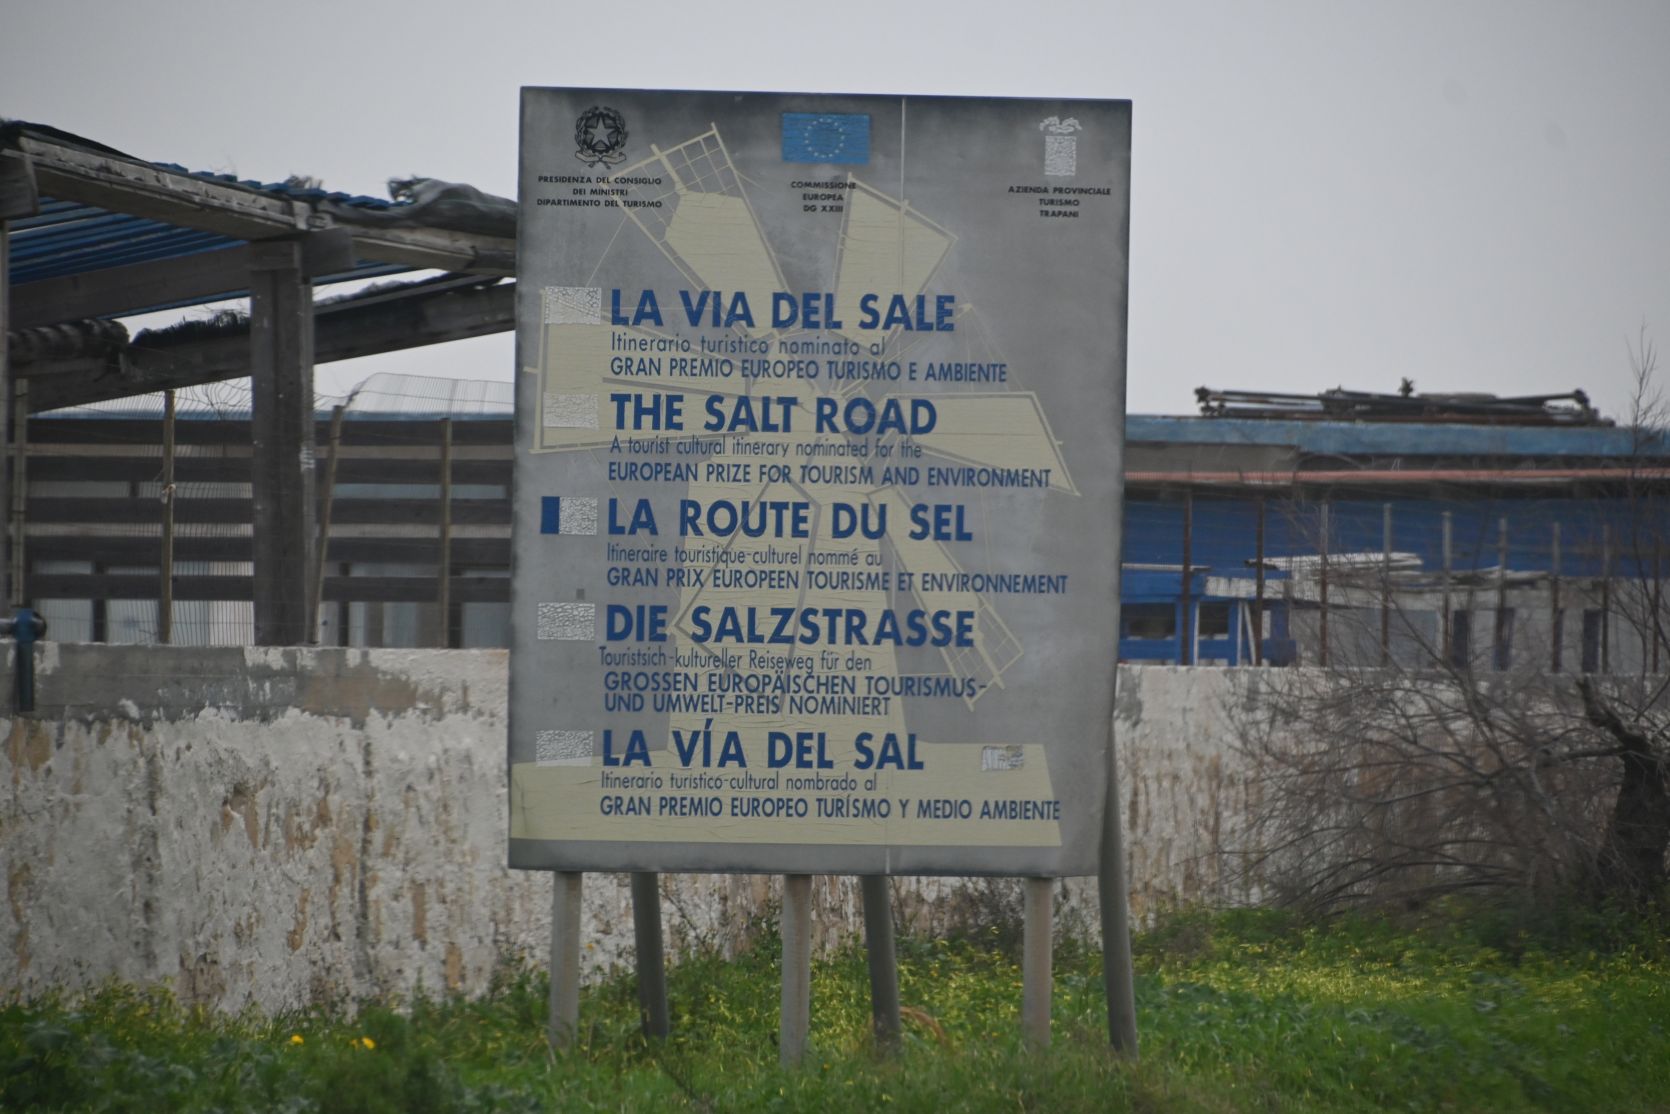 PRESIDENZA DEL CONSIGLIO
DEI MINISTRI
DIPARTIMENTO DEL TURISMO
COMMISSIONE
EUROPEA
DG XXIII
AZIENDA PROVINCIALE
TURISMO
TRAPANI
LA VIA DEL SALE
Itinerario turistico nominato al
GRAN PREMIO EUROPEO TURISMO E AMBIENTE
THE SALT ROAD
A tourist cultural itinerary nominated for the
EUROPEAN PRIZE FOR TOURISM AND ENVIRONMENT
LA ROUTE DU SEL
Itineraire touristique-culturel nommé au
GRAN PRIX EUROPEEN TOURISME ET ENVIRONNEMENT
DIE SALZSTRASSE
Touristsich-kultureller Reiseweg für den
GROSSEN EUROPÄISCHEN TOURISMUS-
UND UMWELT-PREIS NOMINIERT
LA VÍA DEL SAL
Itinerario turistico-cultural nombrado al
GRAN PREMIO EUROPEO TURÍSMO Y MEDIO AMBIENTE